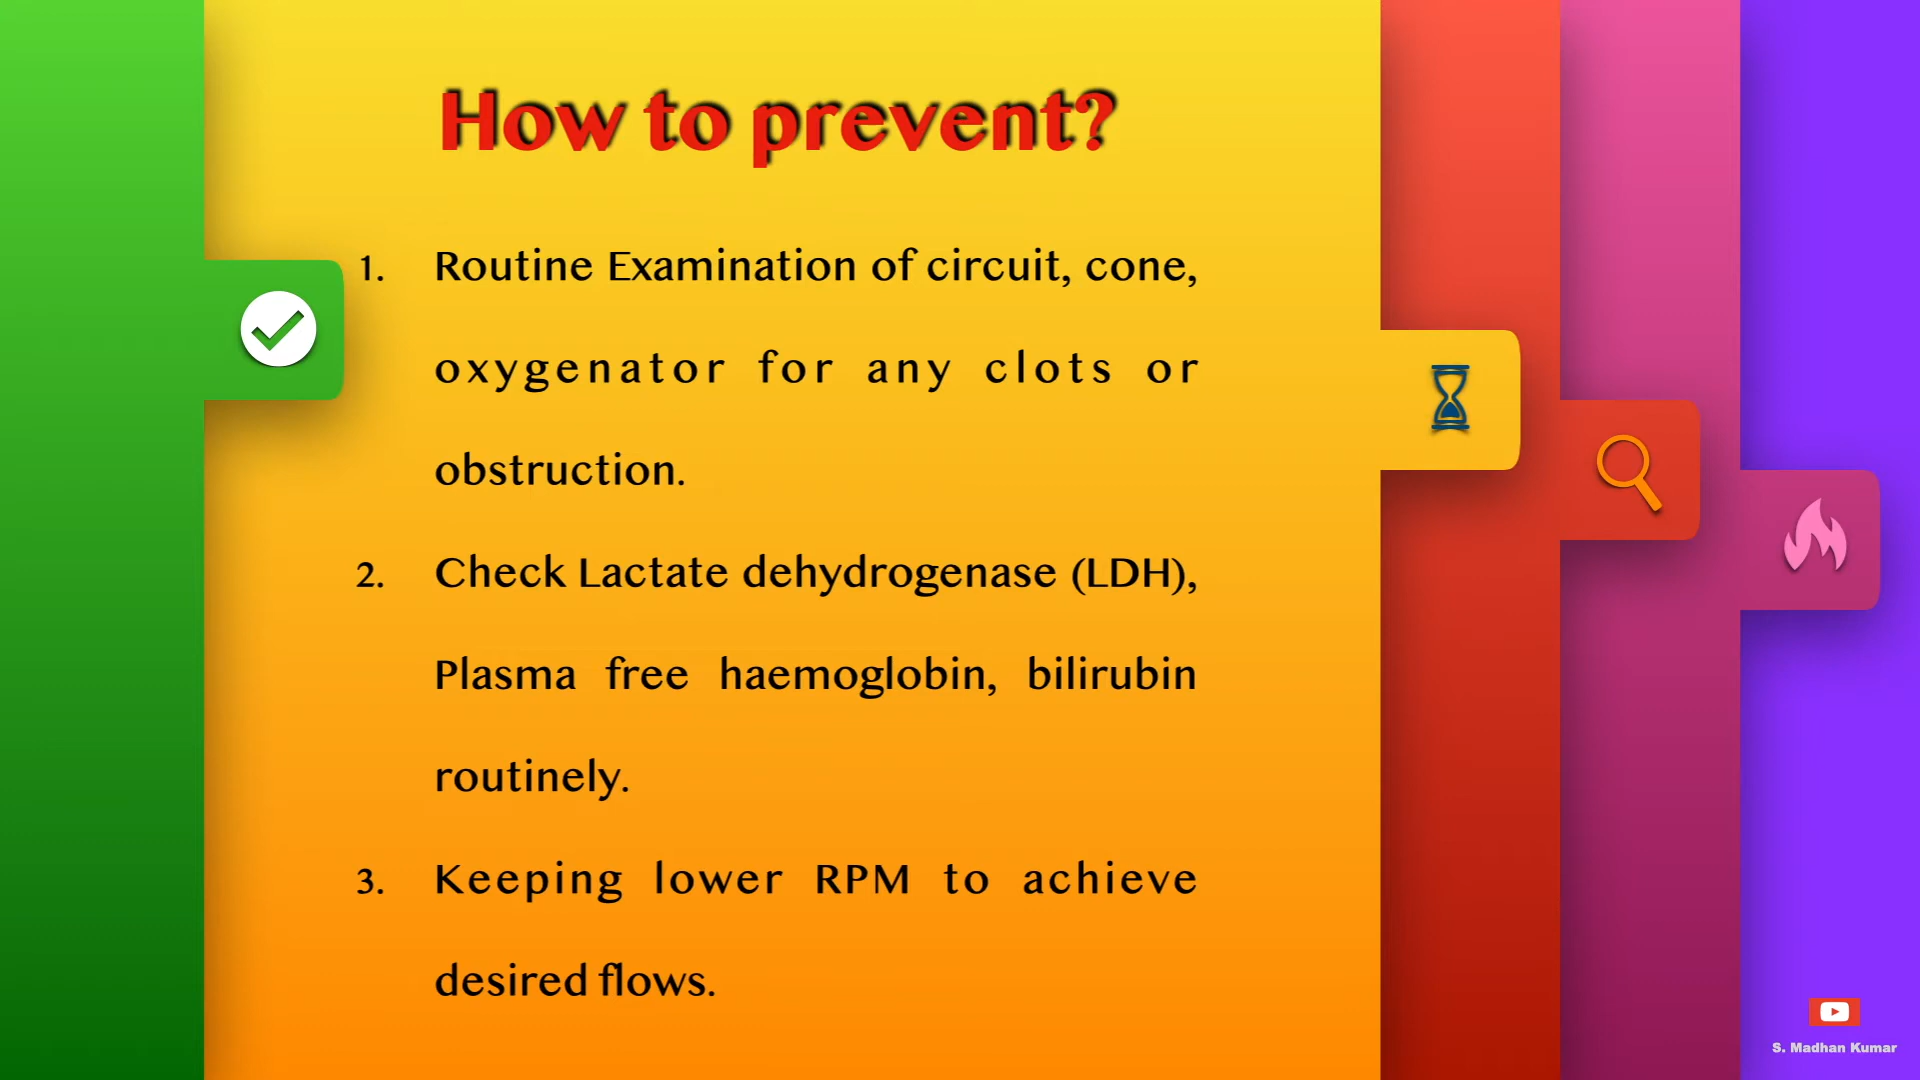 How to prevent?
1. Routine Examination of circuit, cone,
oxygenator for any clots or
obstruction.
2. Check Lactate dehydrogenase (LDH),
Plasma free haemoglobin, bilirubin
routinely.
3. Keeping lower RPM to achieve
desired flows.
S. Madhan Kumar